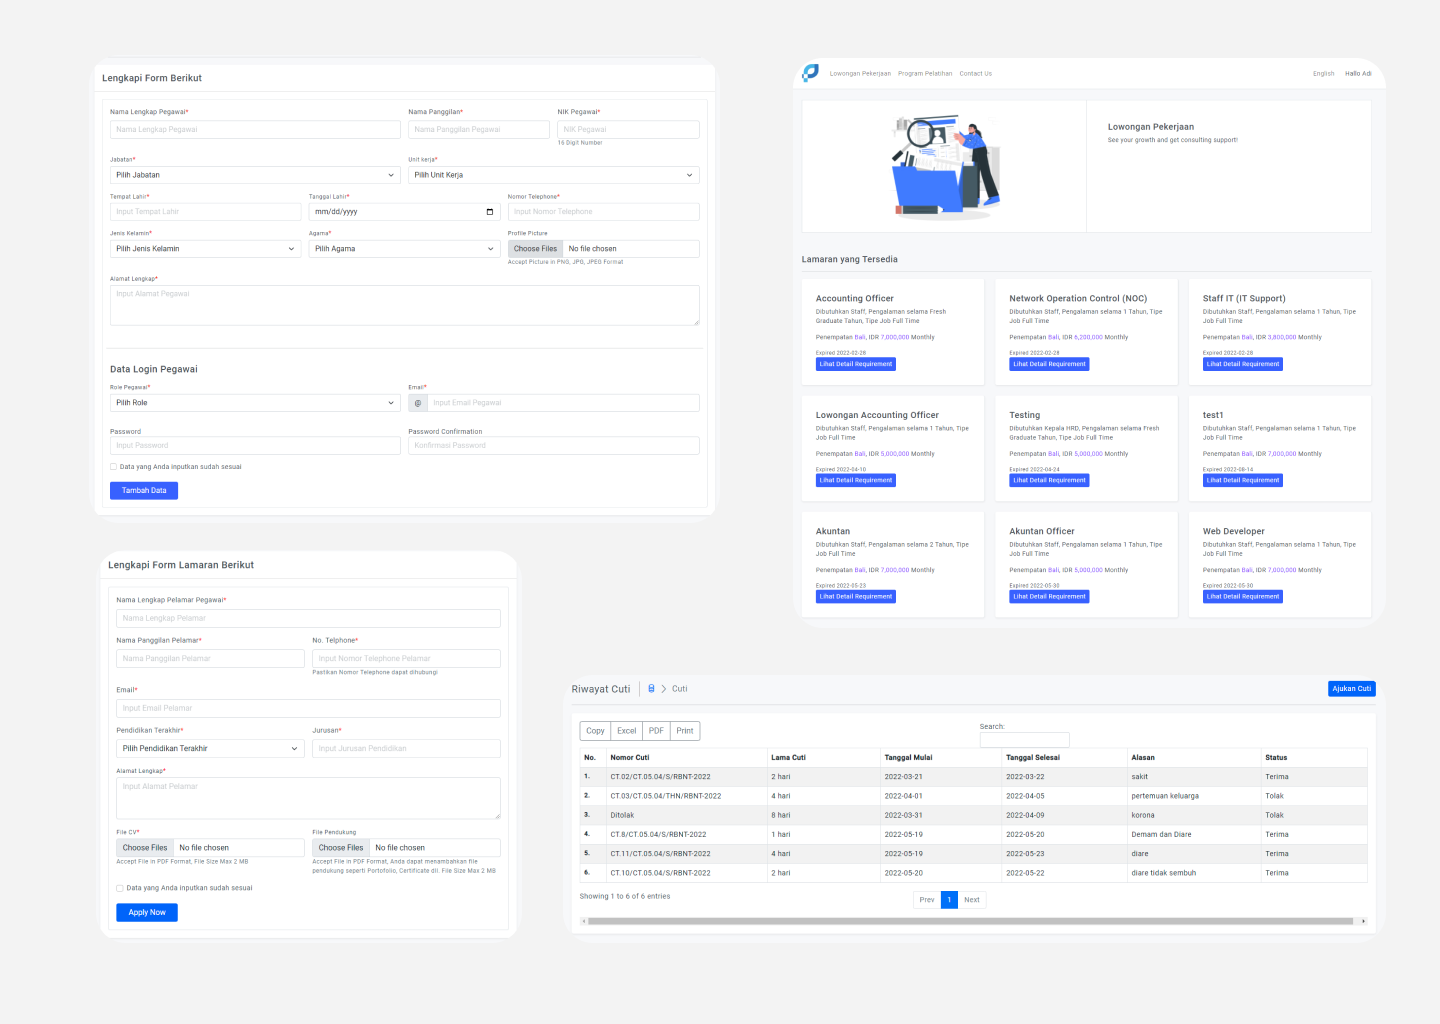 Lengkapi Form Berikut
Nama Lengkap Pegawai*
Nama Panggilan*
NIK Pegawai*
Nama Lengkap Pegawai
Nama Panggilan Pegawai
NIK Pegawai
16 Digit Number
Jabatan*
Unit kerja*
Pilih Jabatan
Pilih Unit Kerja
Tempat Lahir*
Tanggal Lahir*
Nomor Telephone*
Input Tempat Lahir
mm/dd/yyyy
Input Nomor Telephone
Jenis Kelamin*
Agama*
Profile Picture
Pilih Jenis Kelamin
Pilih Agama
Choose Files No file chosen
Accept Picture in PNG, JPG, JPEG Format
Alamat Lengkap*
Input Alamat Pegawai
Data Login Pegawai
Role Pegawai*
Email*
Pilih Role
@ Input Email Pegawai
Password
Password Confirmation
Input Password
Konfirmasi Password
Data yang Anda inputkan sudah sesuai
Tambah Data
Lowongan Pekerjaan Program Pelatihan Contact Us
English Hallo Adi
Lowongan Pekerjaan
See your growth and get consulting support!
Lamaran yang Tersedia
Accounting Officer
Dibutuhkan Staff, Pengalaman selama Fresh
Graduate Tahun, Tipe Job Full Time
Penempatan Bali, IDR 7,000,000 Monthly
Expired 2022-02-28
Lihat Detail Requirement
Network Operation Control (NOC)
Dibutuhkan Staff, Pengalaman selama 1 Tahun, Tipe
Job Full Time
Penempatan Bali, IDR 6,200,000 Monthly
Expired 2022-02-28
Lihat Detail Requirement
Staff IT (IT Support)
Dibutuhkan Staff, Pengalaman selama 1 Tahun, Tipe
Job Full Time
Penempatan Bali, IDR 3,800,000 Monthly
Expired 2022-02-28
Lihat Detail Requirement
Lowongan Accounting Officer
Dibutuhkan Staff, Pengalaman selama 1 Tahun, Tipe
Job Full Time
Penempatan Bali, IDR 5,000,000 Monthly
Expired 2022-04-10
Lihat Detail Requirement
Testing
Dibutuhkan Kepala HRD, Pengalaman selama Fresh
Graduate Tahun, Tipe Job Full Time
Penempatan Bali, IDR 5,000,000 Monthly
Expired 2022-04-24
Lihat Detail Requirement
test1
Dibutuhkan Staff, Pengalaman selama 1 Tahun, Tipe
Job Full Time
Penempatan Bali, IDR 7,000,000 Monthly
Expired 2022-08-14
Lihat Detail Requirement
Akuntan
Dibutuhkan Staff, Pengalaman selama 2 Tahun, Tipe
Job Full Time
Penempatan Bali, IDR 7,000,000 Monthly
Expired 2022-05-23
Lihat Detail Requirement
Akuntan Officer
Dibutuhkan Staff, Pengalaman selama 1 Tahun, Tipe
Job Full Time
Penempatan Bali, IDR 5,000,000 Monthly
Expired 2022-05-30
Lihat Detail Requirement
Web Developer
Dibutuhkan Staff, Pengalaman selama 1 Tahun, Tipe
Job Full Time
Penempatan Bali, IDR 7,000,000 Monthly
Expired 2022-05-30
Lihat Detail Requirement
Lengkapi Form Lamaran Berikut
Nama Lengkap Pelamar Pegawai*
Nama Lengkap Pelamar
Nama Panggilan Pelamar*
No. Telphone*
Nama Panggilan Pelamar
Input Nomor Telephone Pelamar
Pastikan Nomor Telephone dapat dihubungi
Email*
Input Email Pelamar
Pendidikan Terakhir*
Jurusan*
Pilih Pendidikan Terakhir
Input Jurusan Pendidikan
Alamat Lengkap*
Input Alamat Pelamar
File CV*
File Pendukung
Choose Files No file chosen
Choose Files No file chosen
Accept File in PDF Format, File Size Max 2 MB
Accept File in PDF Format, Anda dapat menambahkan file
pendukung seperti Portofolio, Certificate dll. File Size Max 2 MB
Data yang Anda inputkan sudah sesuai
Apply Now
Riwayat Cuti Cuti
Ajukan Cuti
Copy Excel PDF Print
Search:
No. Nomor Cuti Lama Cuti Tanggal Mulai Tanggal Selesai Alasan Status
1. CT.02/CT.05.04/S/RBNT-2022 2 hari 2022-03-21 2022-03-22 sakit Terima
2. CT.03/CT.05.04/THN/RBNT-2022 4 hari 2022-04-01 2022-04-05 pertemuan keluarga Tolak
3. Ditolak 8 hari 2022-03-31 2022-04-09 korona Tolak
4. CT.8/CT.05.04/S/RBNT-2022 1 hari 2022-05-19 2022-05-20 Demam dan Diare Terima
5. CT.11/CT.05.04/S/RBNT-2022 4 hari 2022-05-19 2022-05-23 diare Terima
6. CT.10/CT.05.04/S/RBNT-2022 2 hari 2022-05-20 2022-05-22 diare tidak sembuh Terima
Showing 1 to 6 of 6 entries
Prev 1 Next